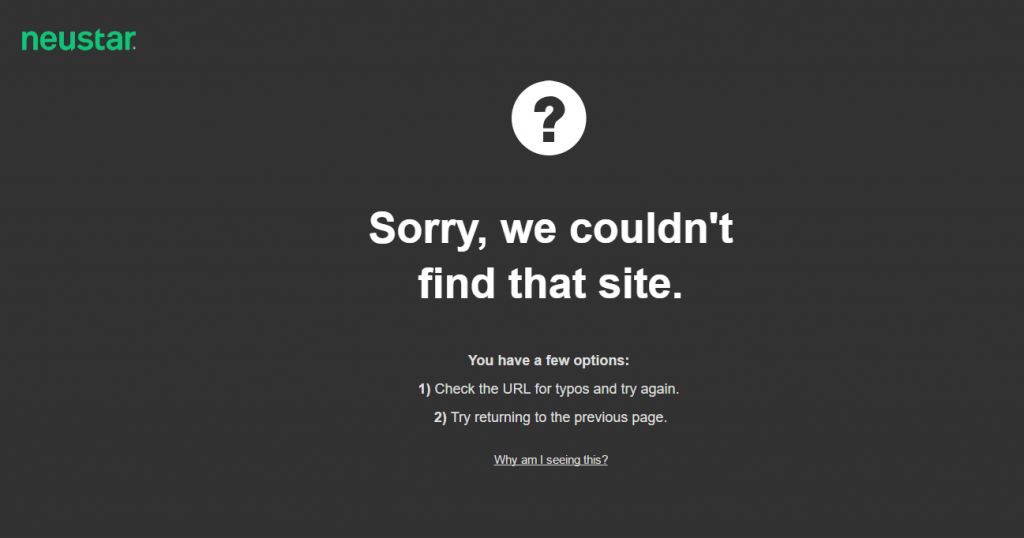 neustar.
?
Sorry, we couldn't
find that site.
You have a few options:
1) Check the URL for typos and try again.
2) Try returning to the previous page.
Why am I seeing this?